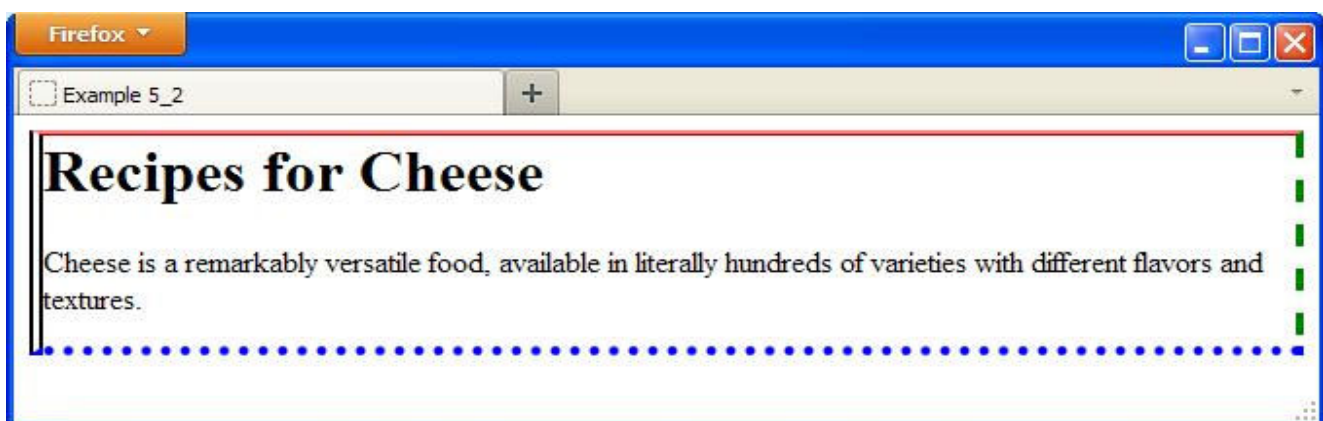 Firefox
Example 5_2
Recipes for Cheese
Cheese is a remarkably versatile food, available in literally hundreds of varieties with different flavors and
textures.